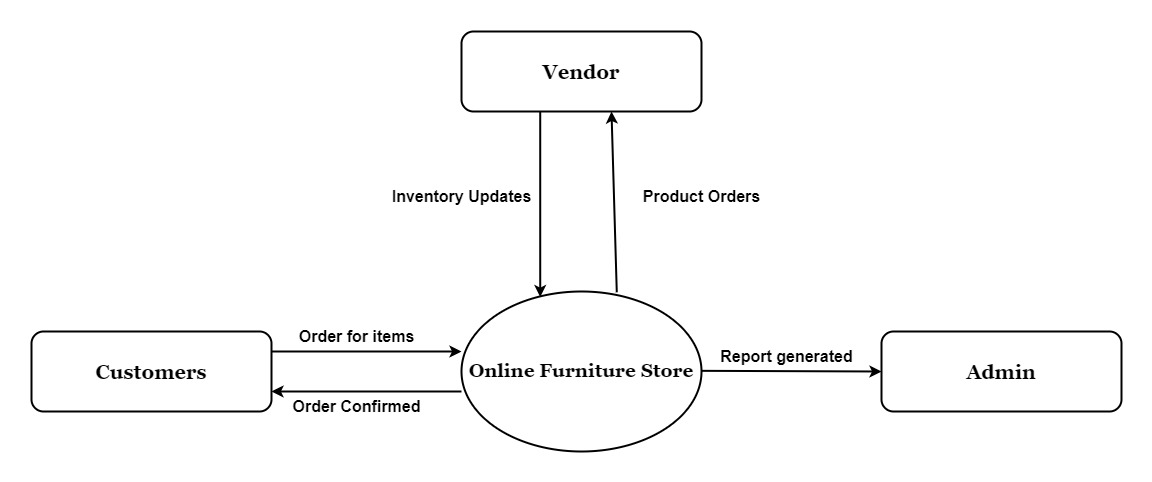 Vendor
Inventory Updates
Product Orders
Order for items
Customers
Order Confirmed
Online Furniture Store
Report generated
Admin